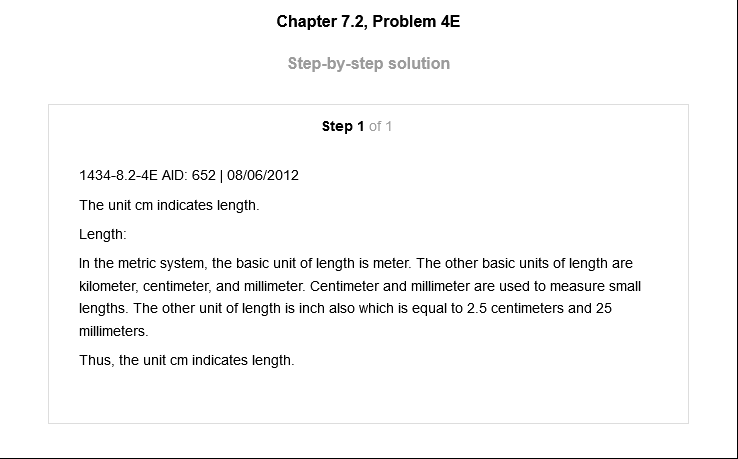 Chapter 7.2, Problem 4E
Step-by-step solution
Step 1 of 1
1434-8.2-4E AID: 652 | 08/06/2012
The unit cm indicates length.
Length:
In the metric system, the basic unit of length is meter. The other basic units of length are
kilometer, centimeter, and millimeter. Centimeter and millimeter are used to measure small
lengths. The other unit of length is inch also which is equal to 2.5 centimeters and 25
millimeters.
Thus, the unit cm indicates length.